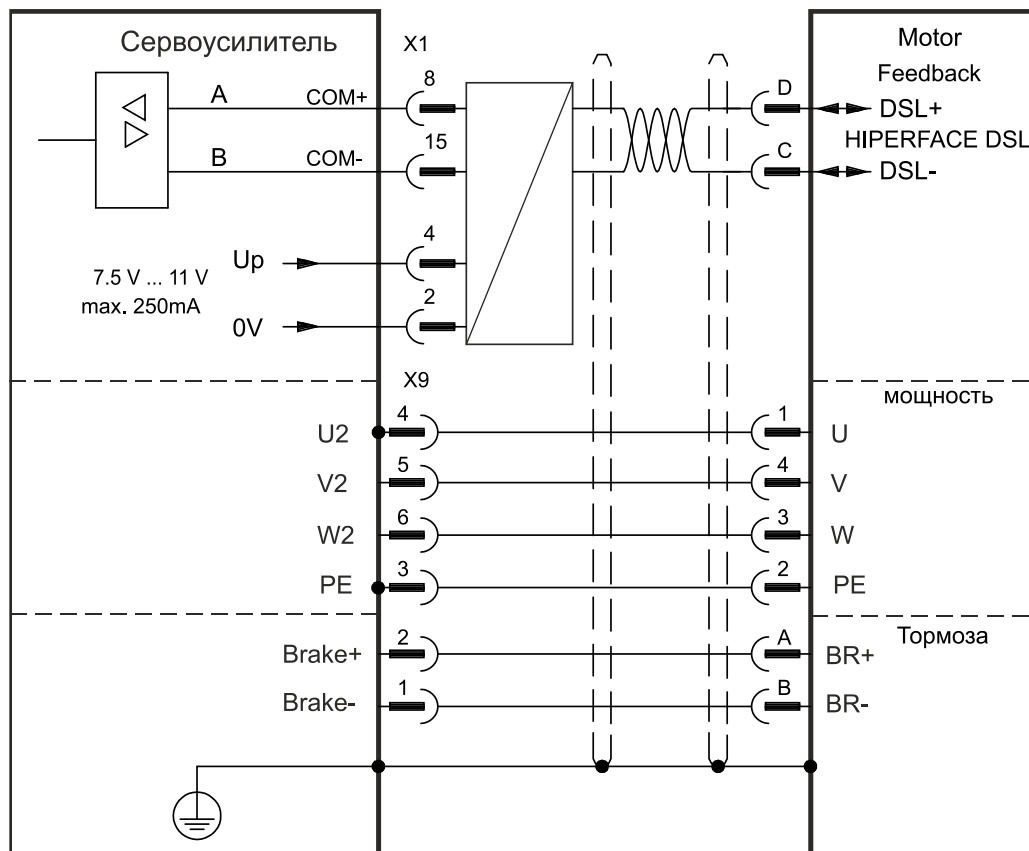 Сервоусилитель
X1
Motor
Feedback
A
COM+
8
D
DSL+
HIPERFACE DSL
B
COM-
15
C
DSL-
Up
4
7.5 V ... 11 V
max. 250mA
0V
2
X9
мощность
U2
4
1
U
V2
5
4
V
W2
6
3
W
PE
3
2
PE
Тормоза
Brake+
2
A
BR+
Brake-
1
B
BR-